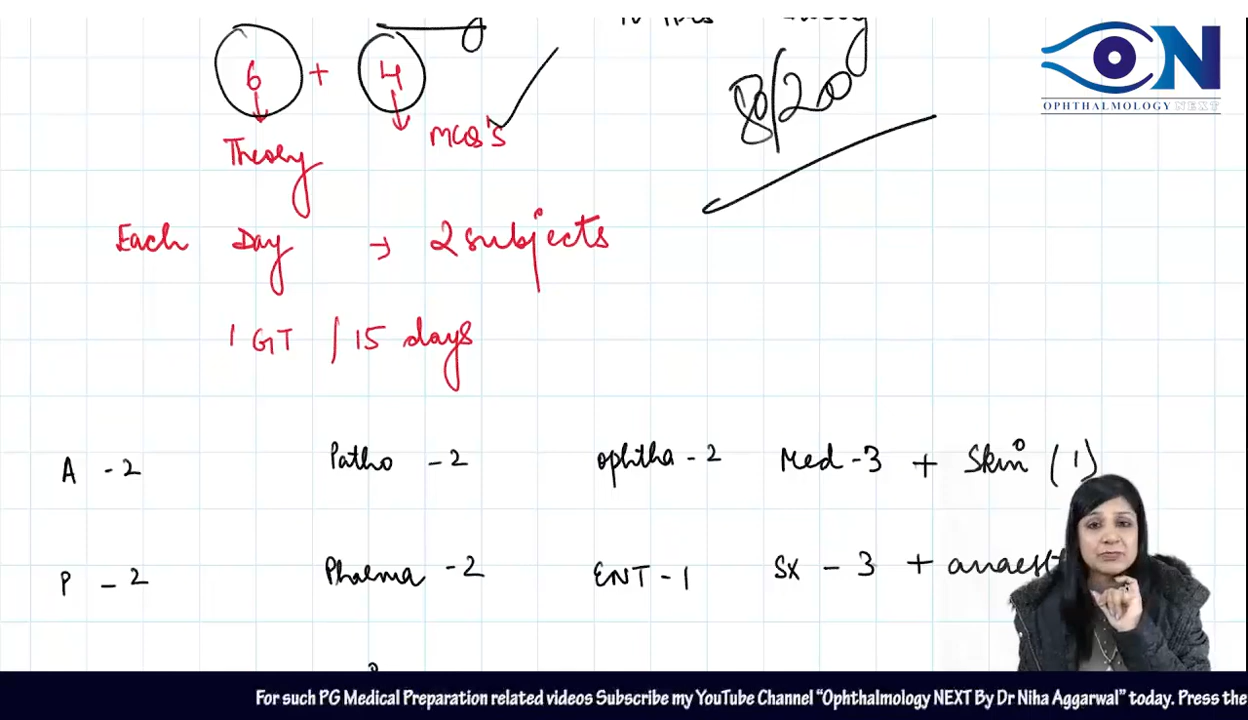 ON
OPHTHALMOLOGY NEXT
80/200
6 + 4
Theory
MCQ's
Each Day → 2 subjects
1 GT / 15 days
A - 2 Patho - 2 ophtha - 2 Med - 3 + Skin (1)
P - 2 Pharma - 2 ENT - 1 SX - 3 + anaest
For such PG Medical Preparation related videos Subscribe my YouTube Channel “Ophthalmology NEXT By Dr Niha Aggarwal” today. Press the